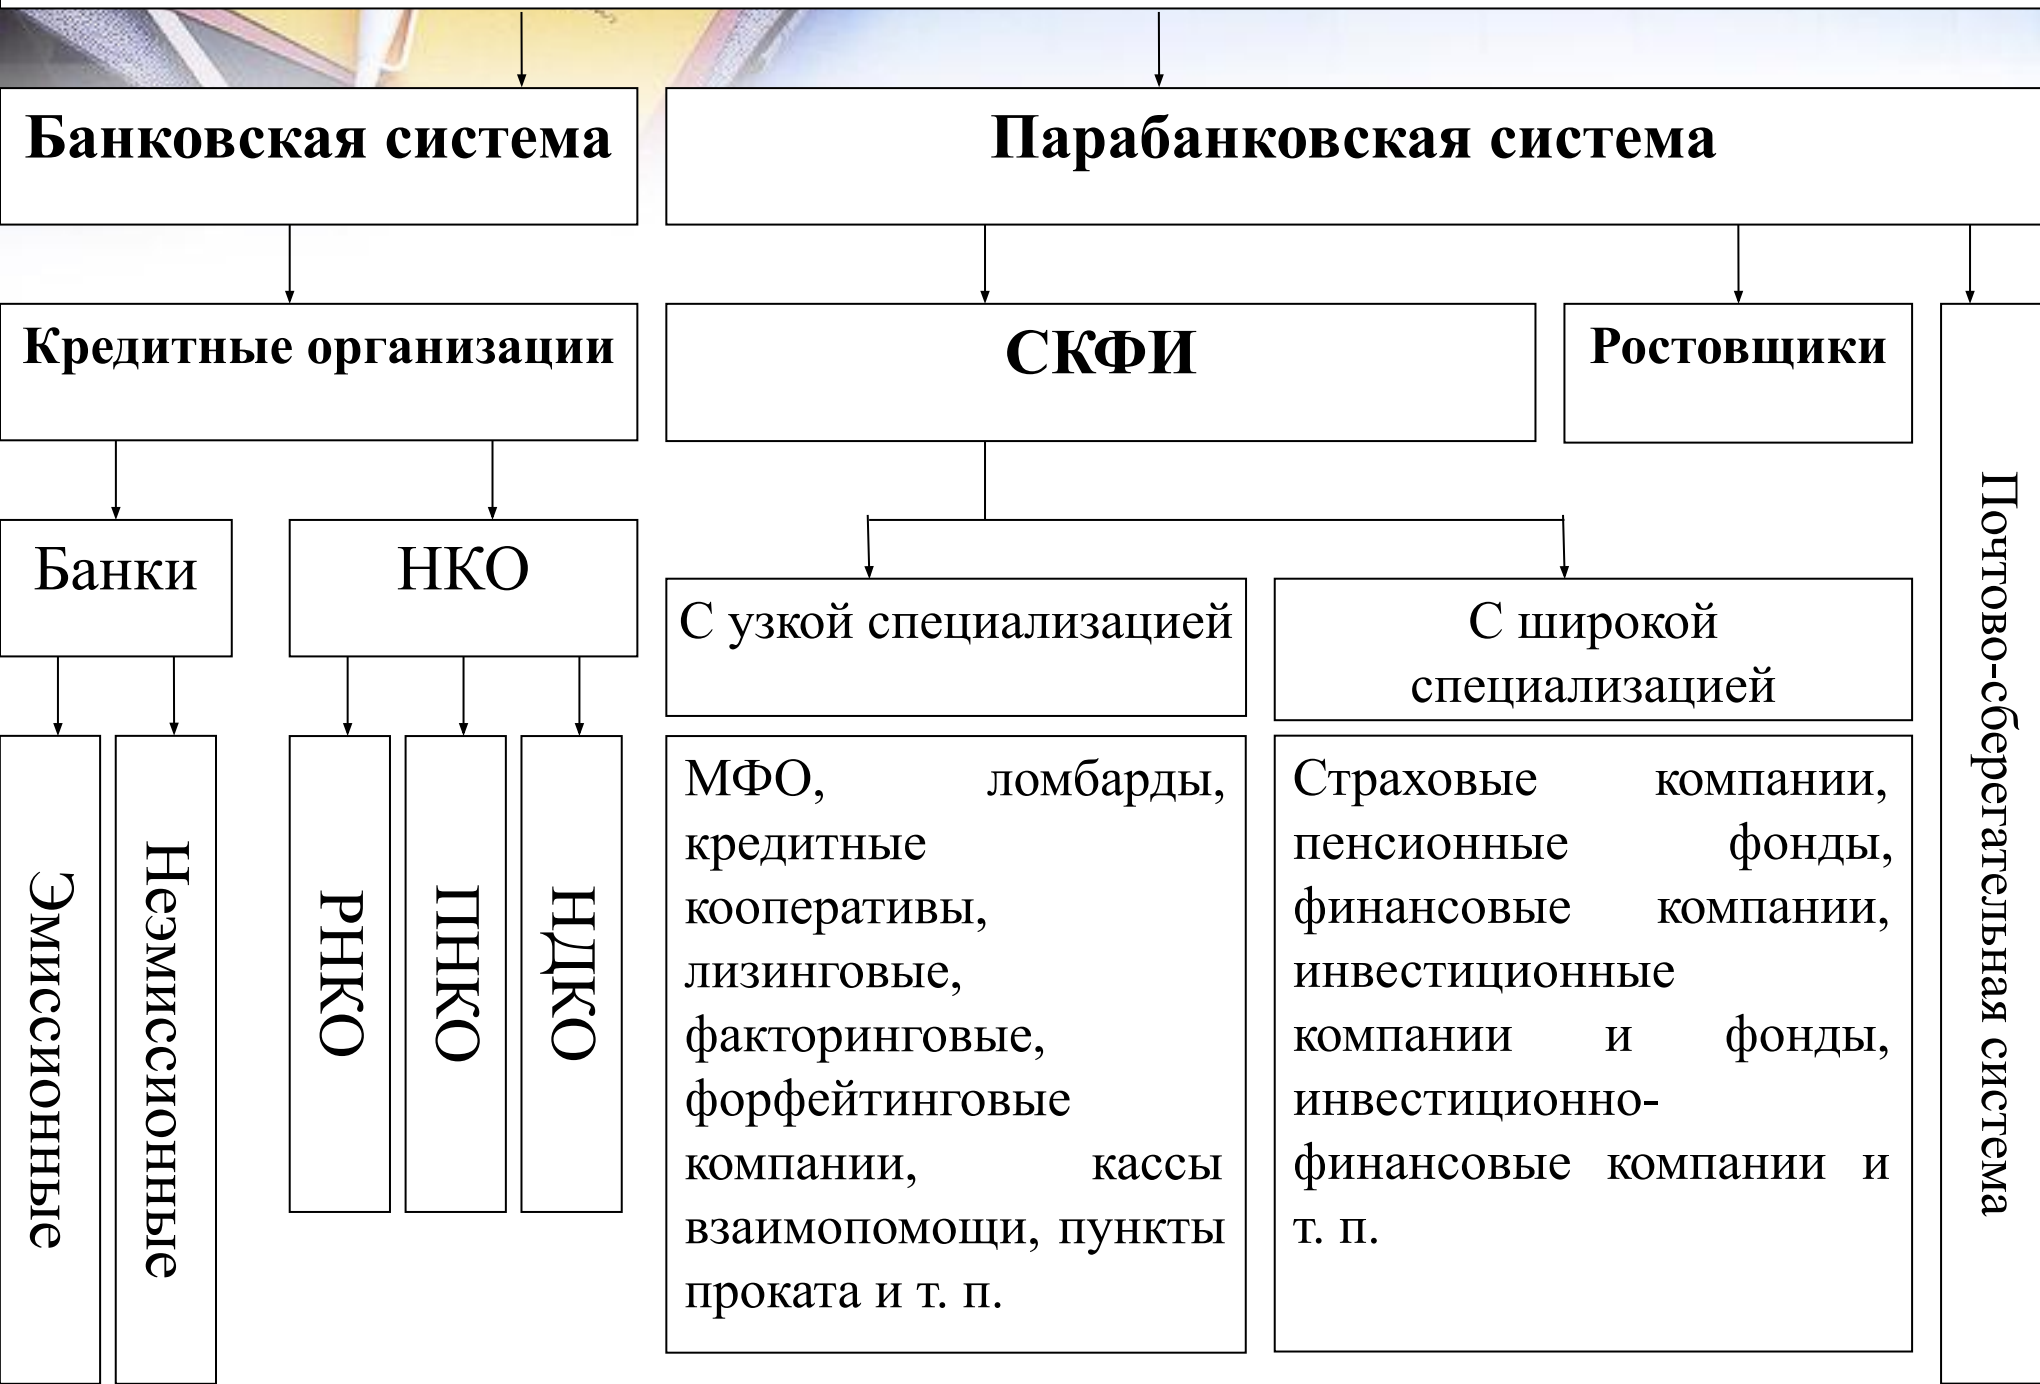 Банковская система
Парабанковская система
Кредитные организации
СКФИ
Ростовщики
Почтово-сберегательная система
Банки
НКО
С узкой специализацией
С широкой
специализацией
Эмиссионные
Неэмиссионные
РНКО
ПНКО
НДКО
МФО, ломбарды,
кредитные
кооперативы,
лизинговые,
факторинговые,
форфейтинговые
компании, кассы
взаимопомощи, пункты
проката и т. п.
Страховые компании,
пенсионные фонды,
финансовые компании,
инвестиционные
компании и фонды,
инвестиционно-
финансовые компании и
т. п.